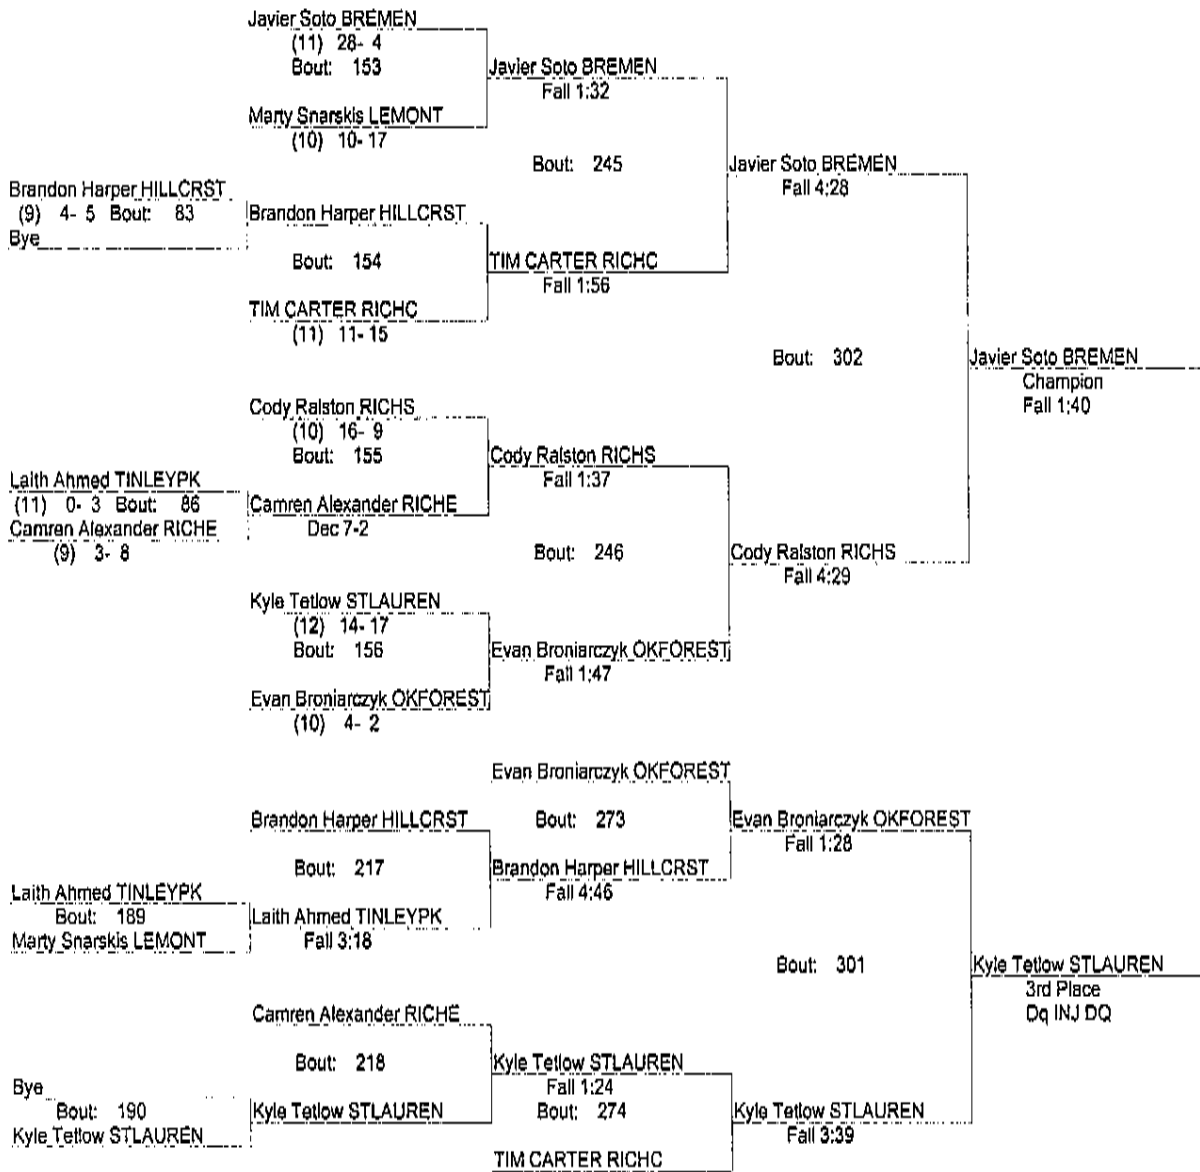 Javier Soto BREMEN
(11) 28- 4
Bout: 153
Javier Soto BREMEN
Fall 1:32
Marty Snarskis LEMONT
(10) 10- 17
Bout: 245
Javier Soto BREMEN
Fall 4:28
Brandon Harper HILLCRST
(9) 4- 5 Bout: 83
Bye
Brandon Harper HILLCRST
Bout: 154
TIM CARTER RICHC
Fall 1:56
TIM CARTER RICHC
(11) 11- 15
Bout: 302
Javier Soto BREMEN
Champion
Fall 1:40
Cody Ralston RICHS
(10) 16- 9
Bout: 155
Cody Ralston RICHS
Fall 1:37
Laith Ahmed TINLEYPK
(11) 0- 3 Bout: 86
Camren Alexander RICHE
(9) 3- 8
Camren Alexander RICHE
Dec 7-2
Bout: 246
Cody Ralston RICHS
Fall 4:29
Kyle Tetlow STLAUREN
(12) 14- 17
Bout: 156
Evan Broniarczyk OKFOREST
Fall 1:47
Evan Broniarczyk OKFOREST
(10) 4- 2
Evan Broniarczyk OKFOREST
Bout: 273
Evan Broniarczyk OKFOREST
Fall 1:28
Brandon Harper HILLCRST
Bout: 217
Brandon Harper HILLCRST
Fall 4:46
Laith Ahmed TINLEYPK
Bout: 189
Marty Snarskis LEMONT
Laith Ahmed TINLEYPK
Fall 3:18
Bout: 301
Kyle Tetlow STLAUREN
3rd Place
Dq INJ DQ
Camren Alexander RICHE
Bout: 218
Kyle Tetlow STLAUREN
Fall 1:24
Bout: 274
Bye
Bout: 190
Kyle Tetlow STLAUREN
Kyle Tetlow STLAUREN
Kyle Tetlow STLAUREN
Fall 3:39
TIM CARTER RICHC